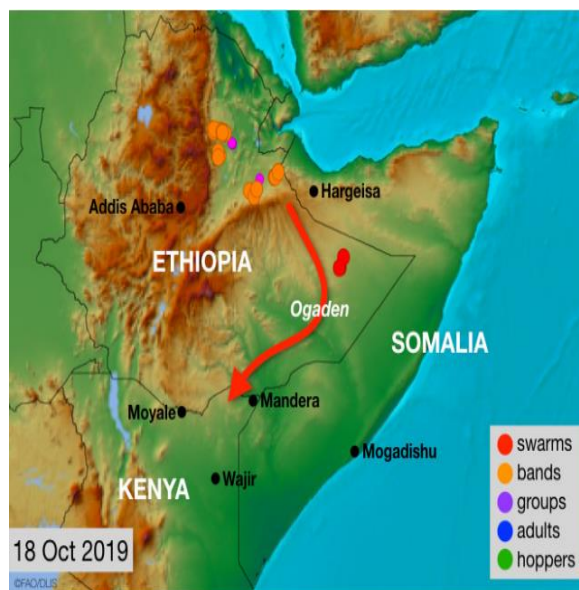 Hargeisa
Addis Ababa
ETHIOPIA
Ogaden
SOMALIA
Mandera
Moyale
Mogadishu
Wajir
KENYA
swarms
bands
groups
adults
hoppers
18 Oct 2019
©FAO/DLIS